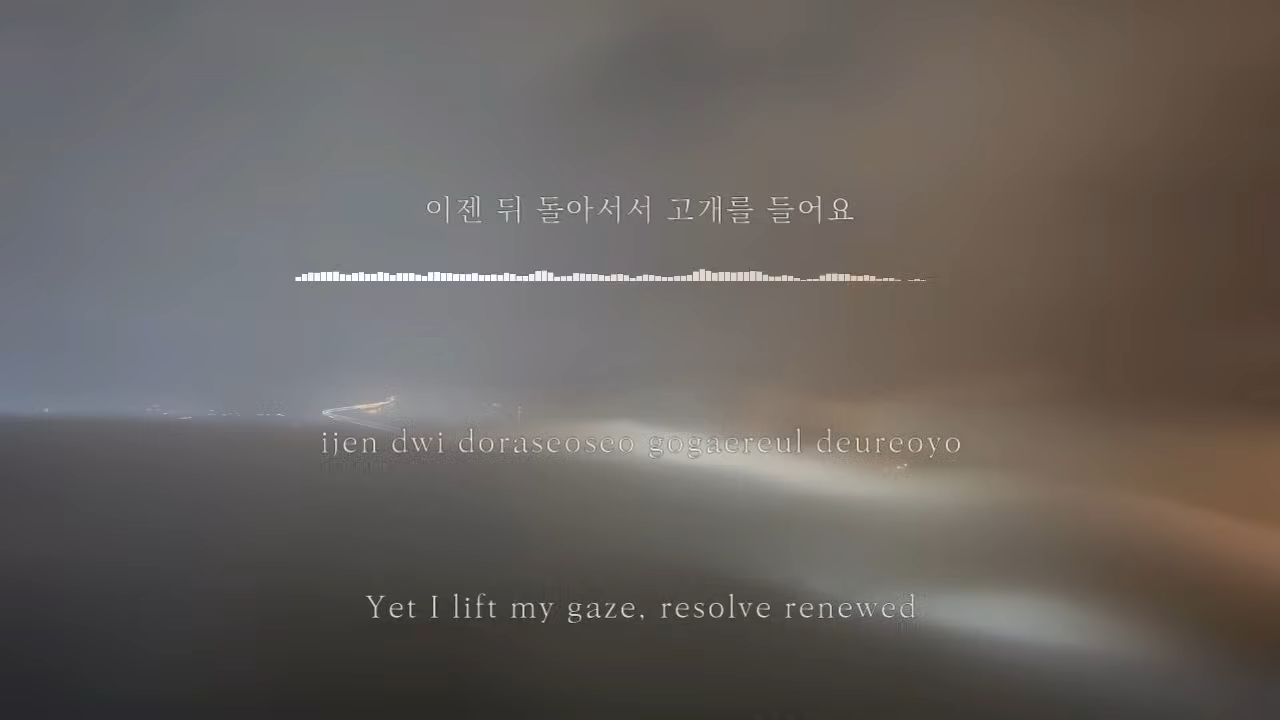 이젠 뒤 돌아서서 고개를 들어요
ijen dwi doraseoseo gogaereul deureoyo
Yet I lift my gaze, resolve renewed